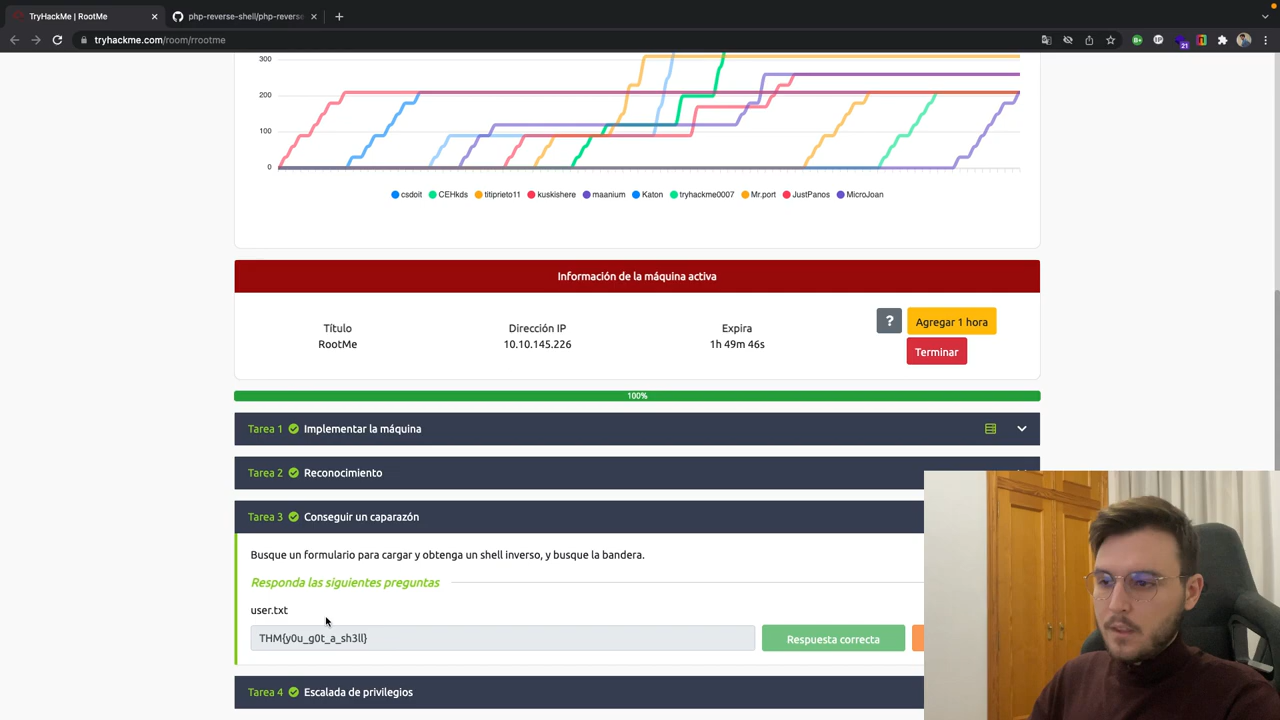 TryHackMe | RootMe
php-reverse-shell/php-reverse
tryhackme.com/room/rrootme
21
300
200
100
0
csdoit CEHkds titiprieto11 kuskishere maanium Katon tryhackme0007 Mr.port JustPanos MicroJoan
Información de la máquina activa
Título Dirección IP Expira
RootMe 10.10.145.226 1h 49m 46s
? Agregar 1 hora
Terminar
100%
Tarea 1 Implementar la máquina
Tarea 2 Reconocimiento
Tarea 3 Conseguir un caparazón
Busque un formulario para cargar y obtenga un shell inverso, y busque la bandera.
Responda las siguientes preguntas
user.txt
THM{y0u_g0t_a_sh3ll} Respuesta correcta
Tarea 4 Escalada de privilegios